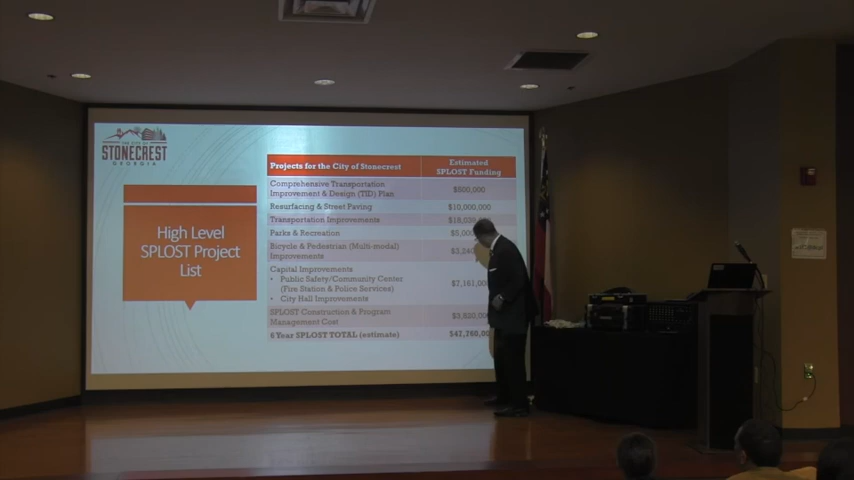 THE CITY OF
STONECREST
GEORGIA
High Level
SPLOST Project
List
Projects for the City of Stonecrest
Estimated
SPLOST Funding
Comprehensive Transportation
Improvement & Design (TID) Plan
$600,000
Resurfacing & Street Paving
$10,000,000
Transportation Improvements
Parks & Recreation
Bicycle & Pedestrian (Multi-modal)
Improvements
Capital Improvements
• Public Safety/Community Center
(Fire Station & Police Services)
• City Hall Improvements
SPLOST Construction & Program
Management Cost
6 Year SPLOST TOTAL (estimate)